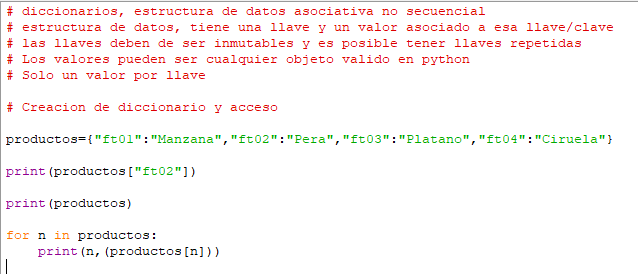 # diccionarios, estructura de datos asociativa no secuencial
# estructura de datos, tiene una llave y un valor asociado a esa llave/clave
# las llaves deben de ser inmutables y es posible tener llaves repetidas
# Los valores pueden ser cualquier objeto valido en python
# Solo un valor por llave
# Creacion de diccionario y acceso
productos={"ft01":"Manzana","ft02":"Pera","ft03":"Platano","ft04":"Ciruela"}
print(productos["ft02"])
print(productos)
for n in productos:
    print(n,(productos[n]))